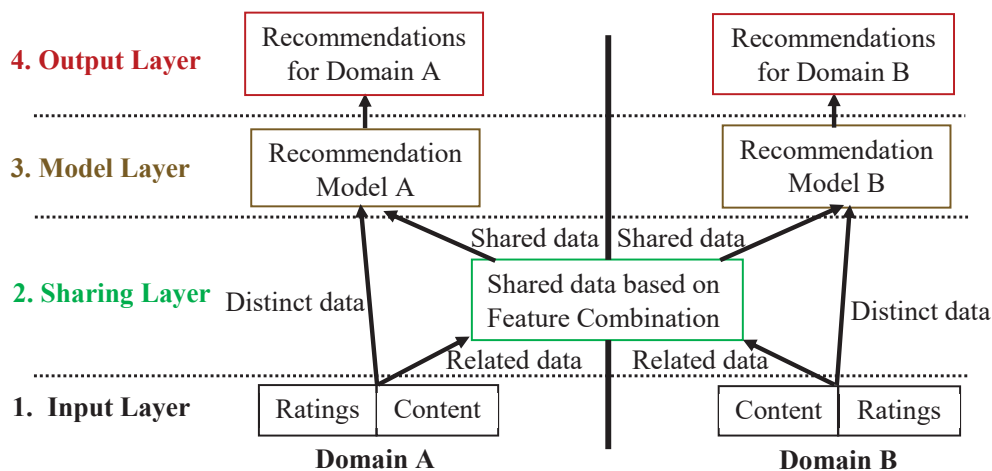 4. Output Layer
Recommendations
for Domain A
Recommendations
for Domain B
3. Model Layer
Recommendation
Model A
Recommendation
Model B
Shared data
Shared data
2. Sharing Layer
Distinct data
Shared data based on
Feature Combination
Distinct data
Related data
Related data
1. Input Layer
Ratings
Content
Content
Ratings
Domain A
Domain B